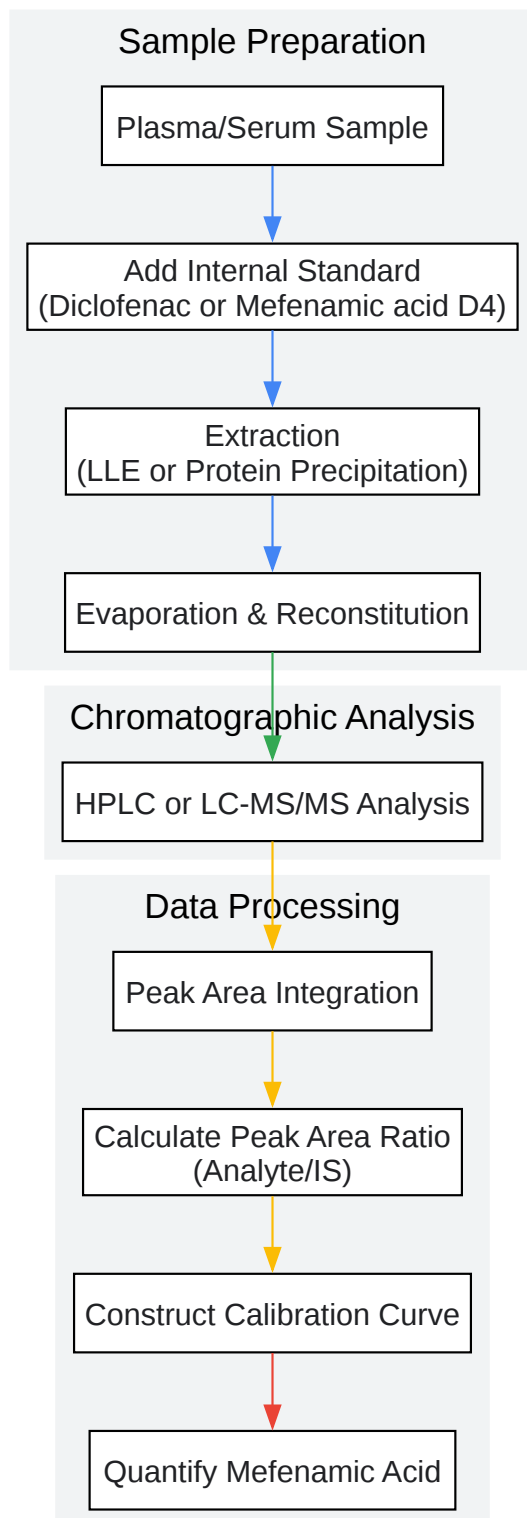 Sample Preparation
Plasma/Serum Sample
Add Internal Standard
(Diclofenac or Mefenamic acid D4)
Extraction
(LLE or Protein Precipitation)
Evaporation & Reconstitution
Chromatographic Analysis
HPLC or LC-MS/MS Analysis
Data Processing
Peak Area Integration
Calculate Peak Area Ratio
(Analyte/IS)
Construct Calibration Curve
Quantify Mefenamic Acid